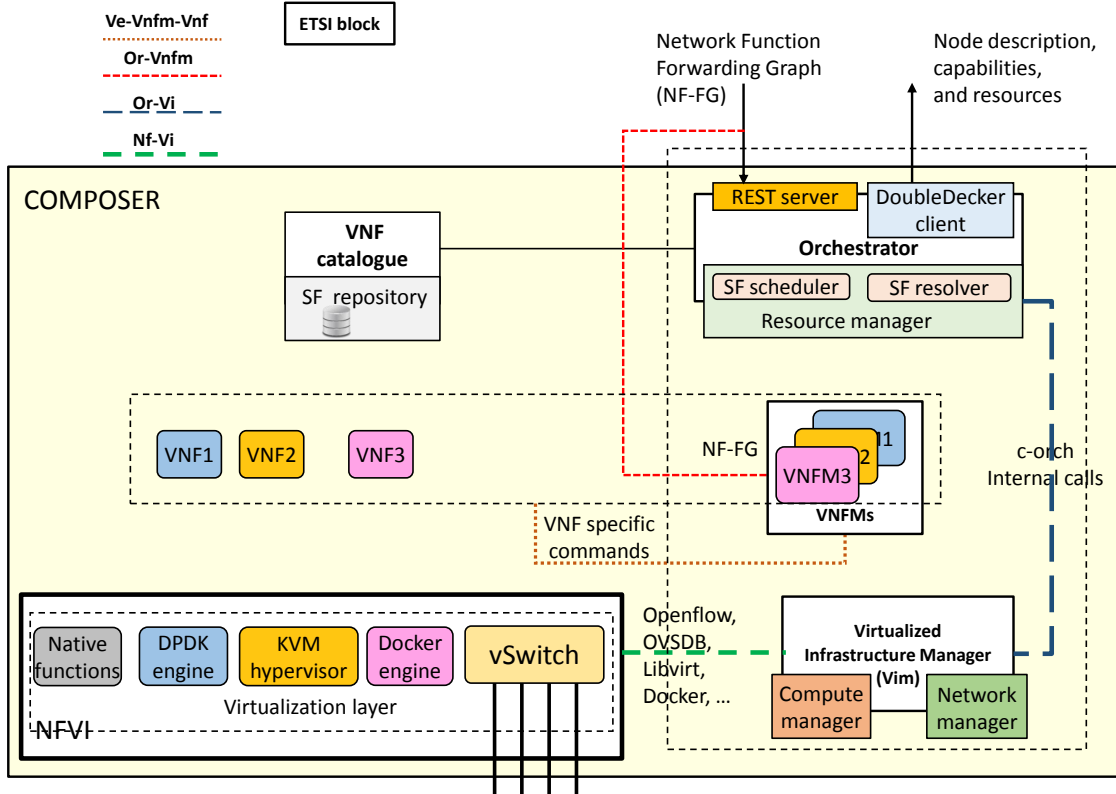 Ve-Vnfm-Vnf
Or-Vnfm
Or-Vi
Nf-Vi
ETSI block
Network Function
Forwarding Graph
(NF-FG)
Node description,
capabilities,
and resources
COMPOSER
VNF
catalogue
SF repository
REST server
DoubleDecker
client
Orchestrator
SF scheduler
SF resolver
Resource manager
VNF1
VNF2
VNF3
NF-FG
1
2
VNFM3
VNFMs
c-orch
Internal calls
VNF specific
commands
Native
functions
DPDK
engine
KVM
hypervisor
Docker
engine
vSwitch
Virtualization layer
NFVI
Openflow,
OVSDB,
Libvirt,
Docker, ...
Virtualized
Infrastructure Manager
(Vim)
Compute
manager
Network
manager